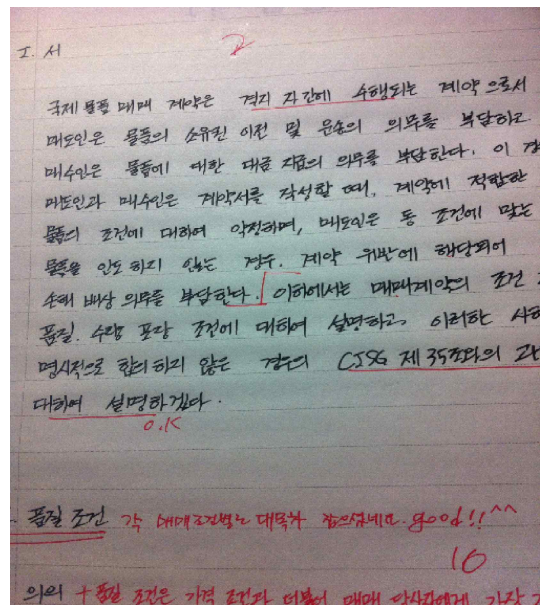 I. 서
2
국제 물품 매매 계약은 격지 자간에 수행되는 계약 으로서
매도인은 물품의 소유권 이전 및 운송의 의무를 부담하고
매수인은 물품에 대한 대금 지급의 의무를 부담한다. 이 경
매도인과 매수인은 계약서를 작성할 때, 계약에 적합한
물품의 조건에 대하여 약정하며, 매도인은 동 조건에 맞는
물품을 인도 하지 않는 경우. 계약 위반에 해당되어
손해 배상 의무를 부담한다. 이하에서는 매매계약의 조건
품질. 수량 포장 조건에 대하여 설명하고, 이러한 사
명시적으로 합의 하지 않은 경우의 CISG 제 35조와의 관
대하여 설명하겠다.
O.K
품질 조건 각 매매조건별로 대목차 잡으셨네요. good!! ^^
10
의의 + 품질 조건은 가격 조건과 더불어 매매 당사자에게 가장